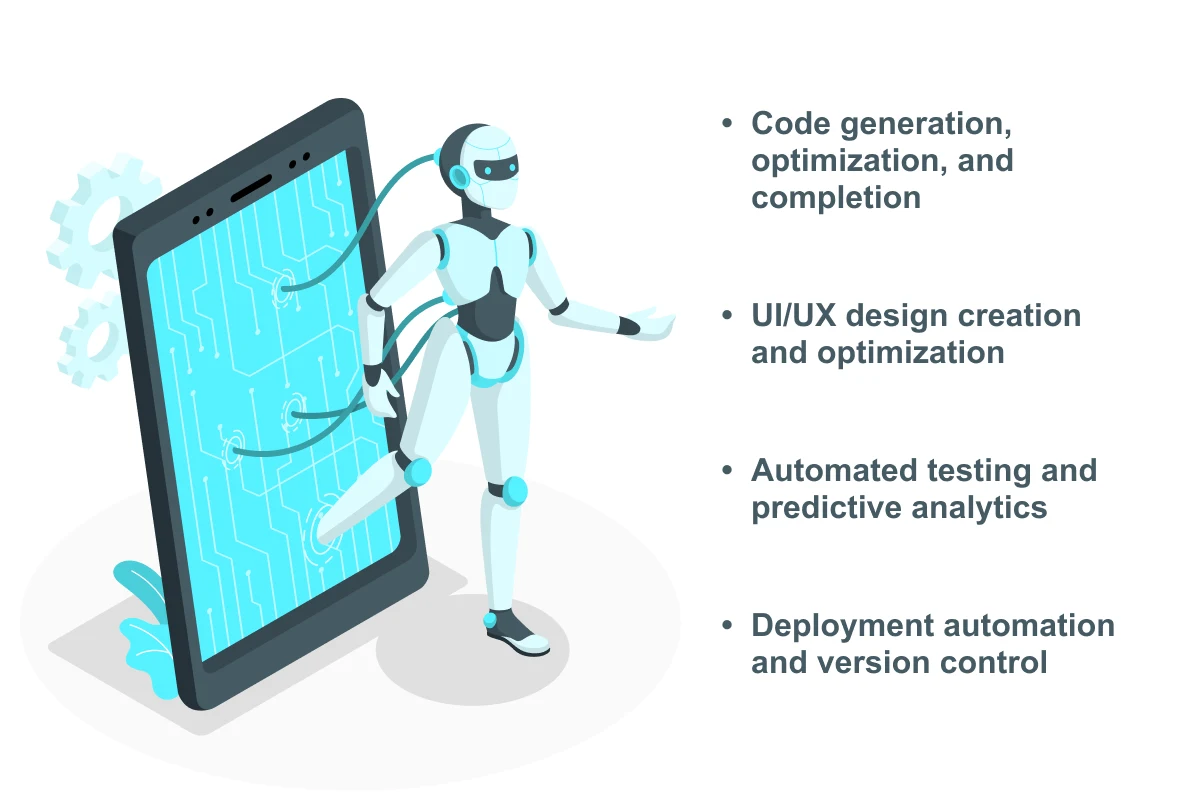 • Code generation,
optimization, and
completion
• UI/UX design creation
and optimization
• Automated testing and
predictive analytics
• Deployment automation
and version control